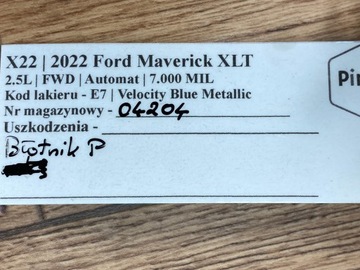 X22 | 2022 Ford Maverick XLT
2.5L | FWD | Automat | 7.000 MIL
Kod lakieru - E7 | Velocity Blue Metallic
Nr magazynowy - 04204
Uszkodzenia -
Błotnik P
Pin